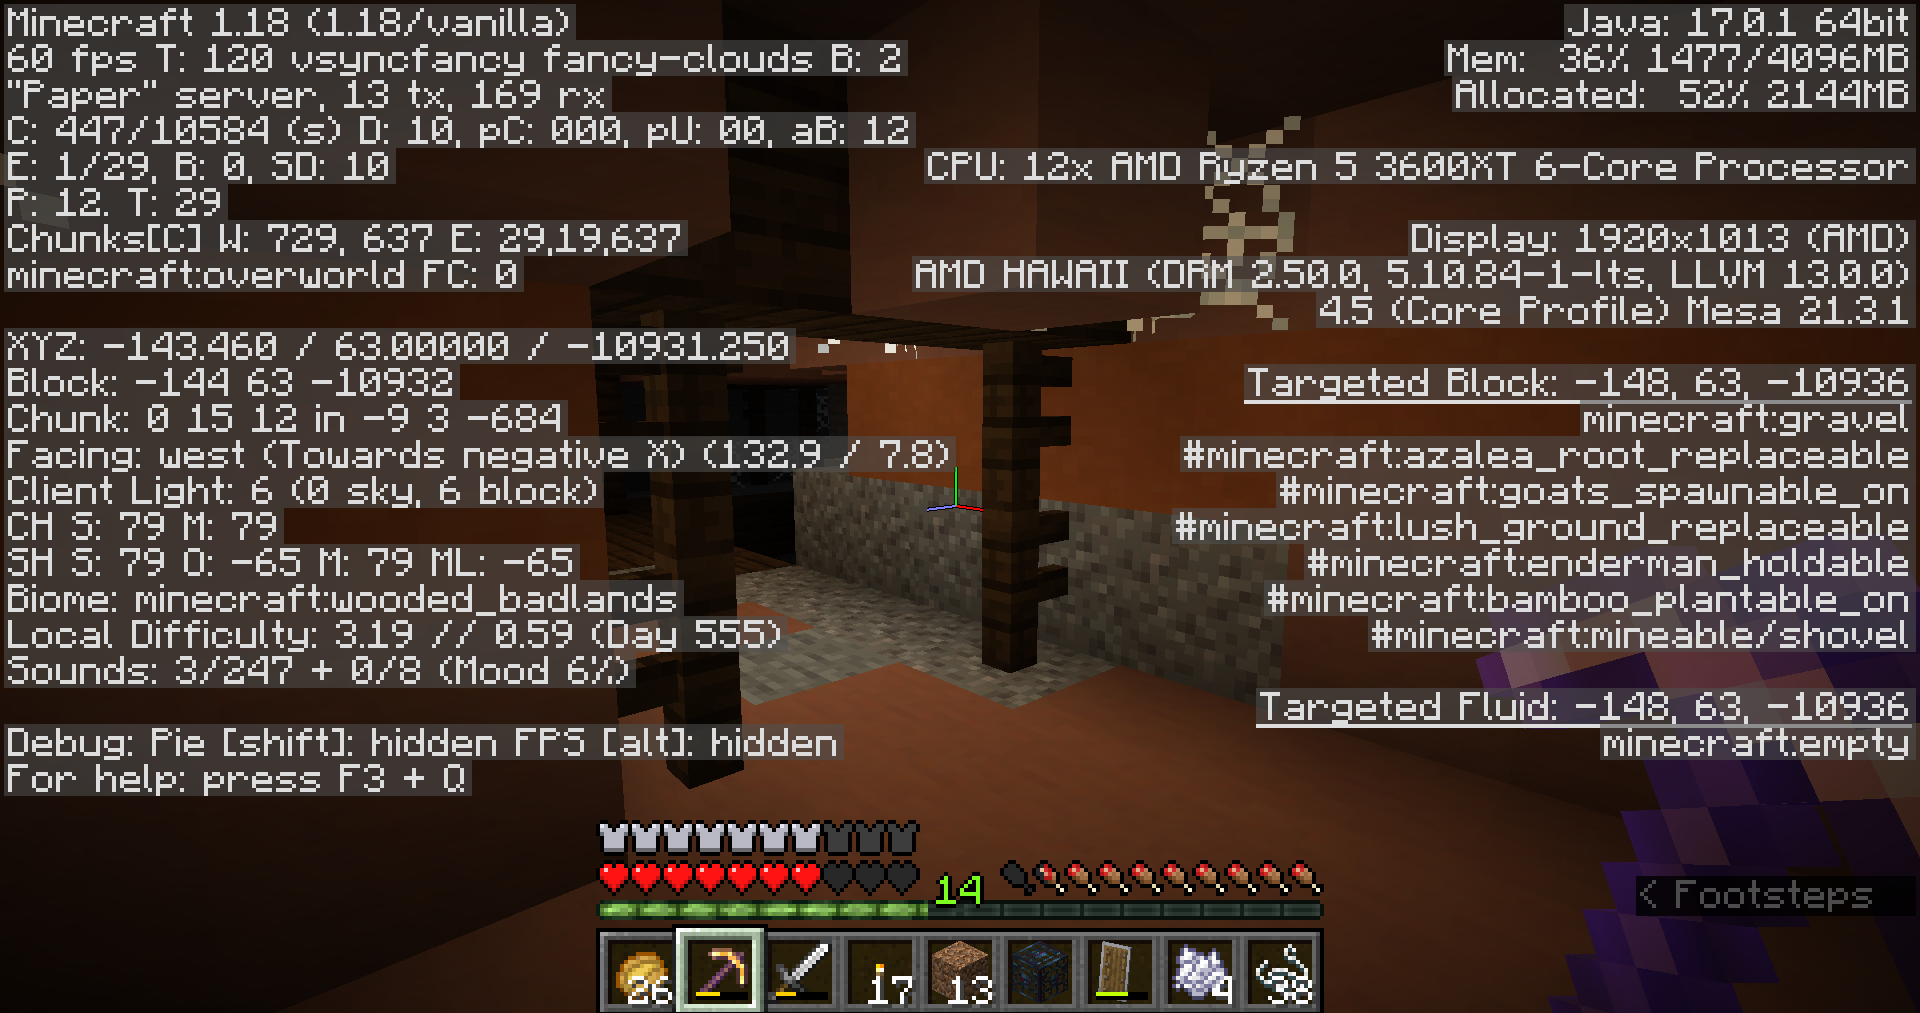 Minecraft 1.18 (1.18/vanilla)
60 fps T: 120 vsyncfancy fancy-clouds B: 2
"Paper" server, 13 tx, 169 rx
C: 447/10584 (s) D: 10, pC: 000, pU: 00, aB: 12
E: 1/29, B: 0, SD: 10
P: 12. T: 29
Chunks[C] W: 729, 637 E: 29,19,637
minecraft:overworld FC: 0
XYZ: -143.460 / 63.00000 / -10931.250
Block: -144 63 -10932
Chunk: 0 15 12 in -9 3 -684
Facing: west (Towards negative X) (132.9 / 7.8)
Client Light: 6 (0 sky, 6 block)
CH S: 79 M: 79
SH S: 79 O: -65 M: 79 ML: -65
Biome: minecraft:wooded_badlands
Local Difficulty: 3.19 // 0.59 (Day 555)
Sounds: 3/247 + 0/8 (Mood 6%)
Debug: Pie [shift]: hidden FPS [alt]: hidden
For help: press F3 + Q
Java: 17.0.1 64bit
Mem: 36% 1477/4096MB
Allocated: 52% 2144MB
CPU: 12x AMD Ryzen 5 3600XT 6-Core Processor
Display: 1920x1013 (AMD)
AMD HAWAII (DRM 2.50.0, 5.10.84-1-lts, LLVM 13.0.0)
4.5 (Core Profile) Mesa 21.3.1
Targeted Block: -148, 63, -10936
minecraft:gravel
#minecraft:azalea_root_replaceable
#minecraft:goats_spawnable_on
#minecraft:lush_ground_replaceable
#minecraft:enderman_holdable
#minecraft:bamboo_plantable_on
#minecraft:mineable/shovel
Targeted Fluid: -148, 63, -10936
minecraft:empty
< Footsteps
14
26 17 13 4 38